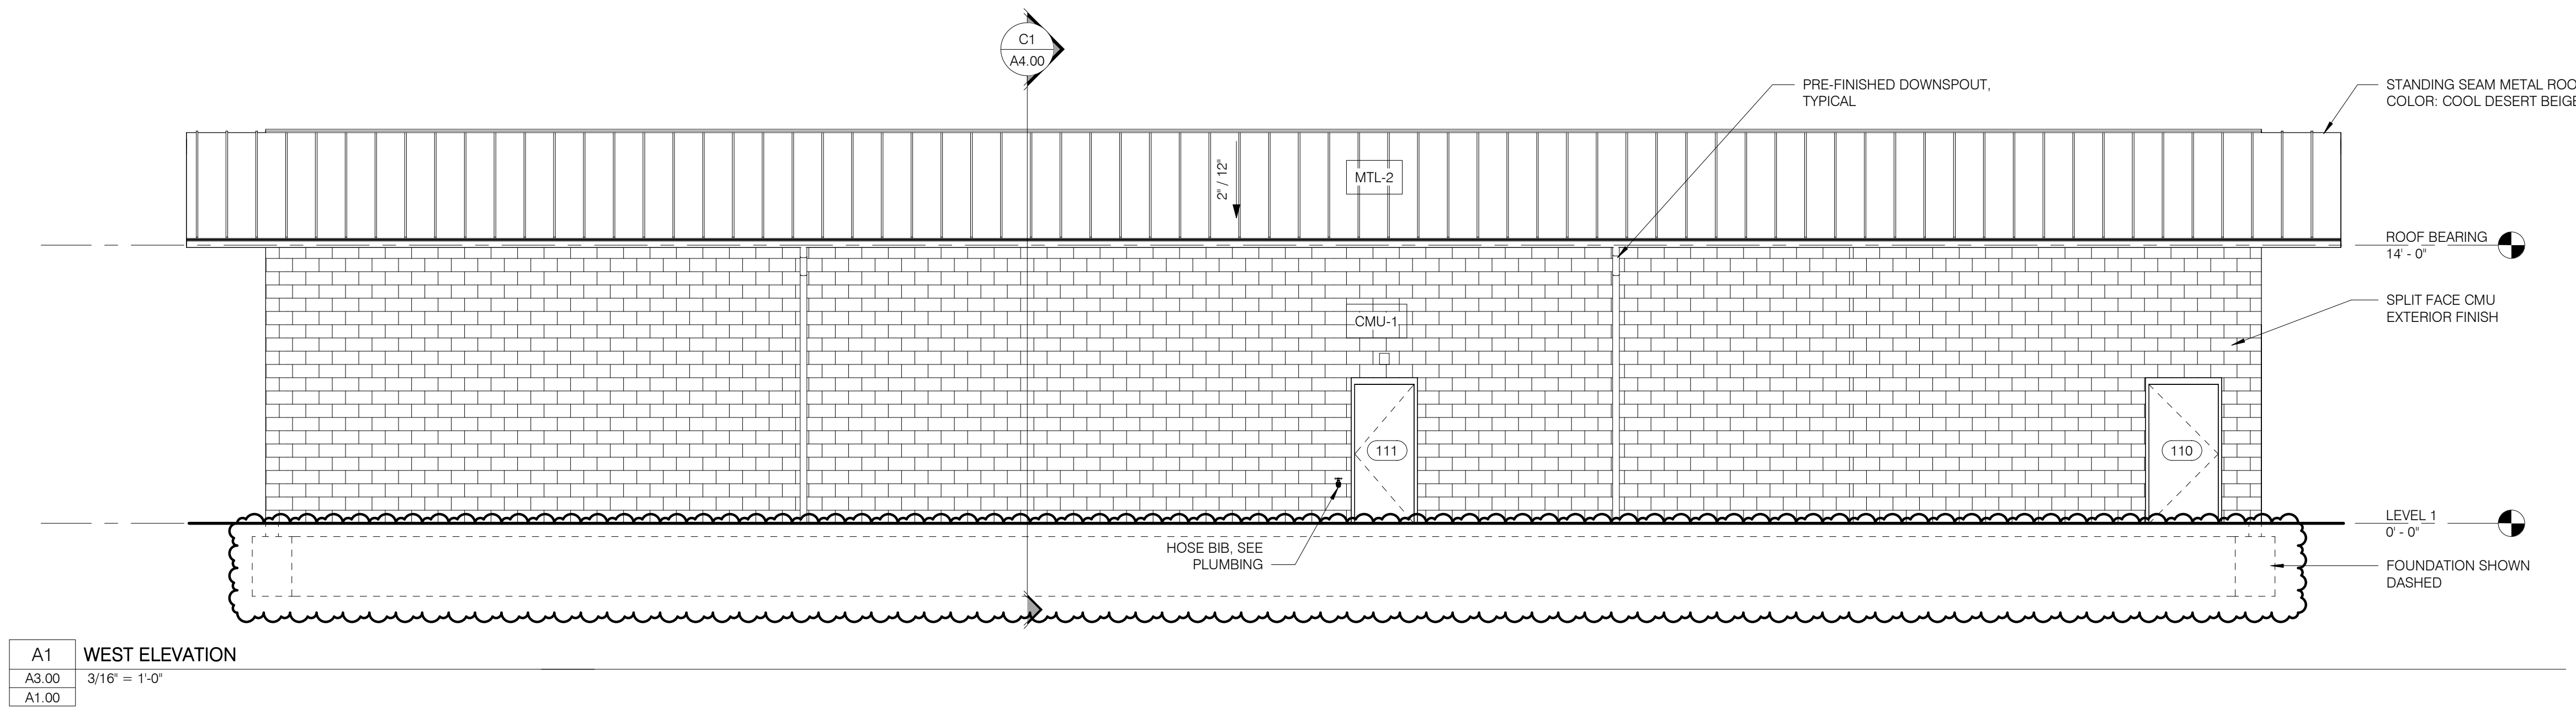 C1
A4.00
PRE-FINISHED DOWNSPOUT,
TYPICAL
STANDING SEAM METAL
COLOR: COOL DESERT
2" / 12"
MTL-2
ROOF BEARING
14' - 0"
SPLIT FACE CMU
EXTERIOR FINISH
CMU-1
111
110
LEVEL 1
0' - 0"
HOSE BIB, SEE
PLUMBING
FOUNDATION SHOWN
DASHED
A1
WEST ELEVATION
A3.00
3/16" = 1'-0"
A1.00